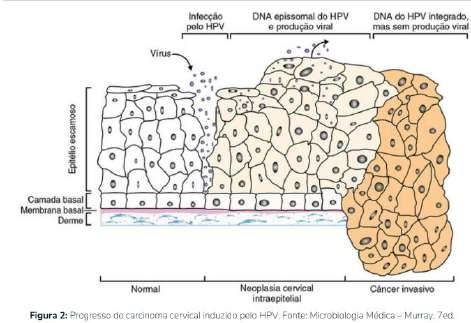 Infecção
pelo HPV
DNA epissomal do HPV
e produção viral
DNA do HPV integrado,
mas sem produção viral
Vírus
Epitélio escamoso
Camada basal
Membrana basal
Derme
Normal
Neoplasia cervical
intraepitelial
Câncer invasivo
Figura 2: Progresso do carcinoma cervical induzido pelo HPV. Fonte: Microbiologia Médica – Murray, 7ed.